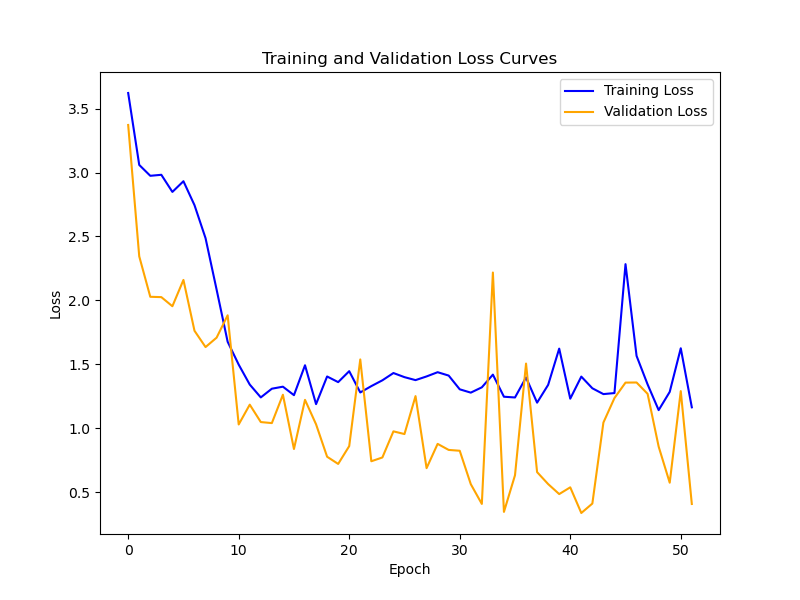 Training and Validation Loss Curves
Training Loss
Validation Loss
3.5
3.0
2.5
2.0
1.5
1.0
0.5
Loss
0 10 20 30 40 50
Epoch